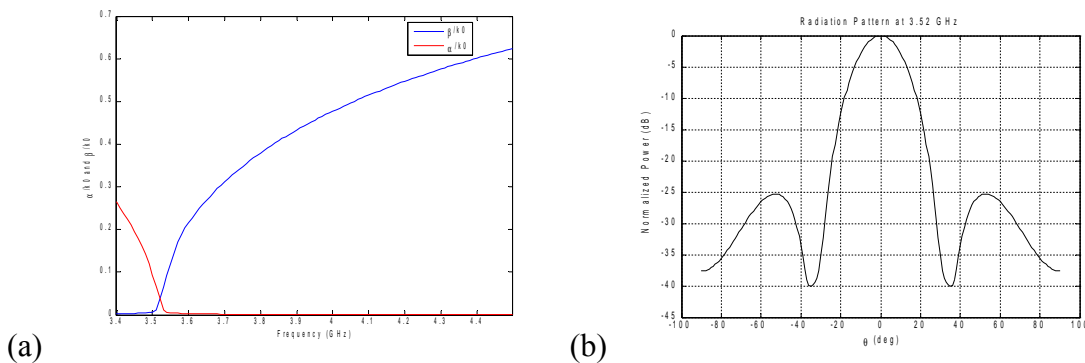 0.7
0.6
0.5
0.4
0.3
0.2
0.1
0
α/k0 and β/k0
β/k0
α/k0
3.4 3.5 3.6 3.7 3.8 3.9 4 4.1 4.2 4.3 4.4
Frequency (GHz)
(a)
Radiation Pattern at 3.52 GHz
0
-5
-10
-15
-20
-25
-30
-35
-40
-45
Normalized Power (dB)
-100 -80 -60 -40 -20 0 20 40 60 80 100
θ (deg)
(b)